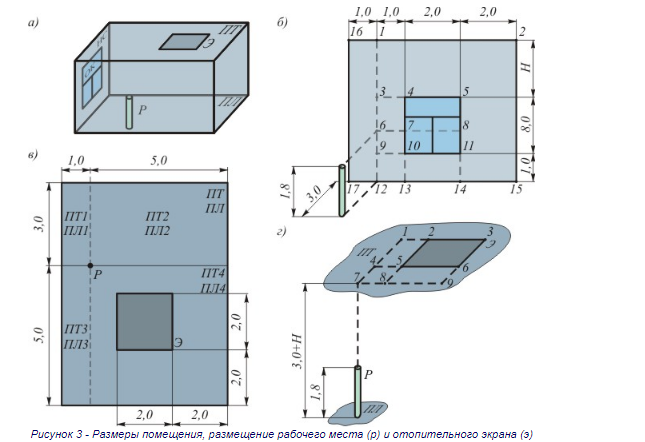 а)
ПТ
Э
ОК
P
ПЛ
б)
1,0 1,0 2,0 2,0
16 1 2
H
3 4 5
6 7 8
8,0
9 10 11
1,8
3,0
17 12 13 14 15
1,0
в)
1,0 5,0
ПТ
ПЛ
3,0
ПТ1 ПТ2
ПЛ1 ПЛ2
P
ПТ4
ПЛ4
5,0
ПТ3
ПЛ3
Э
2,0
2,0
2,0 2,0
г)
ПТ
1 2 3
Э
4 5 6
7 8 9
3,0+H
1,8
P
ПЛ
Рисунок 3 - Размеры помещения, размещение рабочего места (р) и отопительного экрана (э)